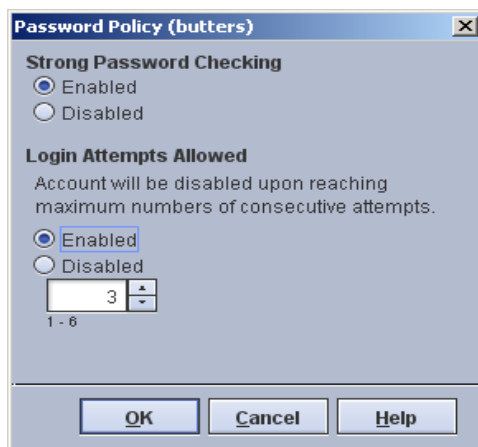 Password Policy (butters)
Strong Password Checking
Enabled
Disabled
Login Attempts Allowed
Account will be disabled upon reaching
maximum numbers of consecutive attempts.
Enabled
Disabled
3
1 - 6
OK Cancel Help